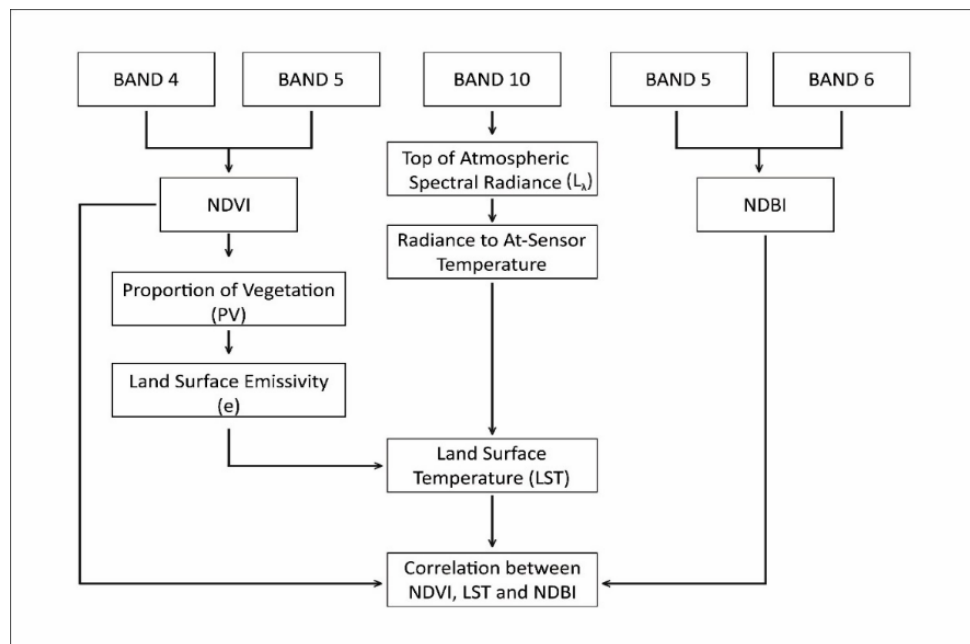 BAND 4
BAND 5
BAND 10
BAND 5
BAND 6
Top of Atmospheric
Spectral Radiance (Lλ)
NDVI
NDBI
Radiance to At-Sensor
Temperature
Proportion of Vegetation
(PV)
Land Surface Emissivity
(e)
Land Surface
Temperature (LST)
Correlation between
NDVI, LST and NDBI